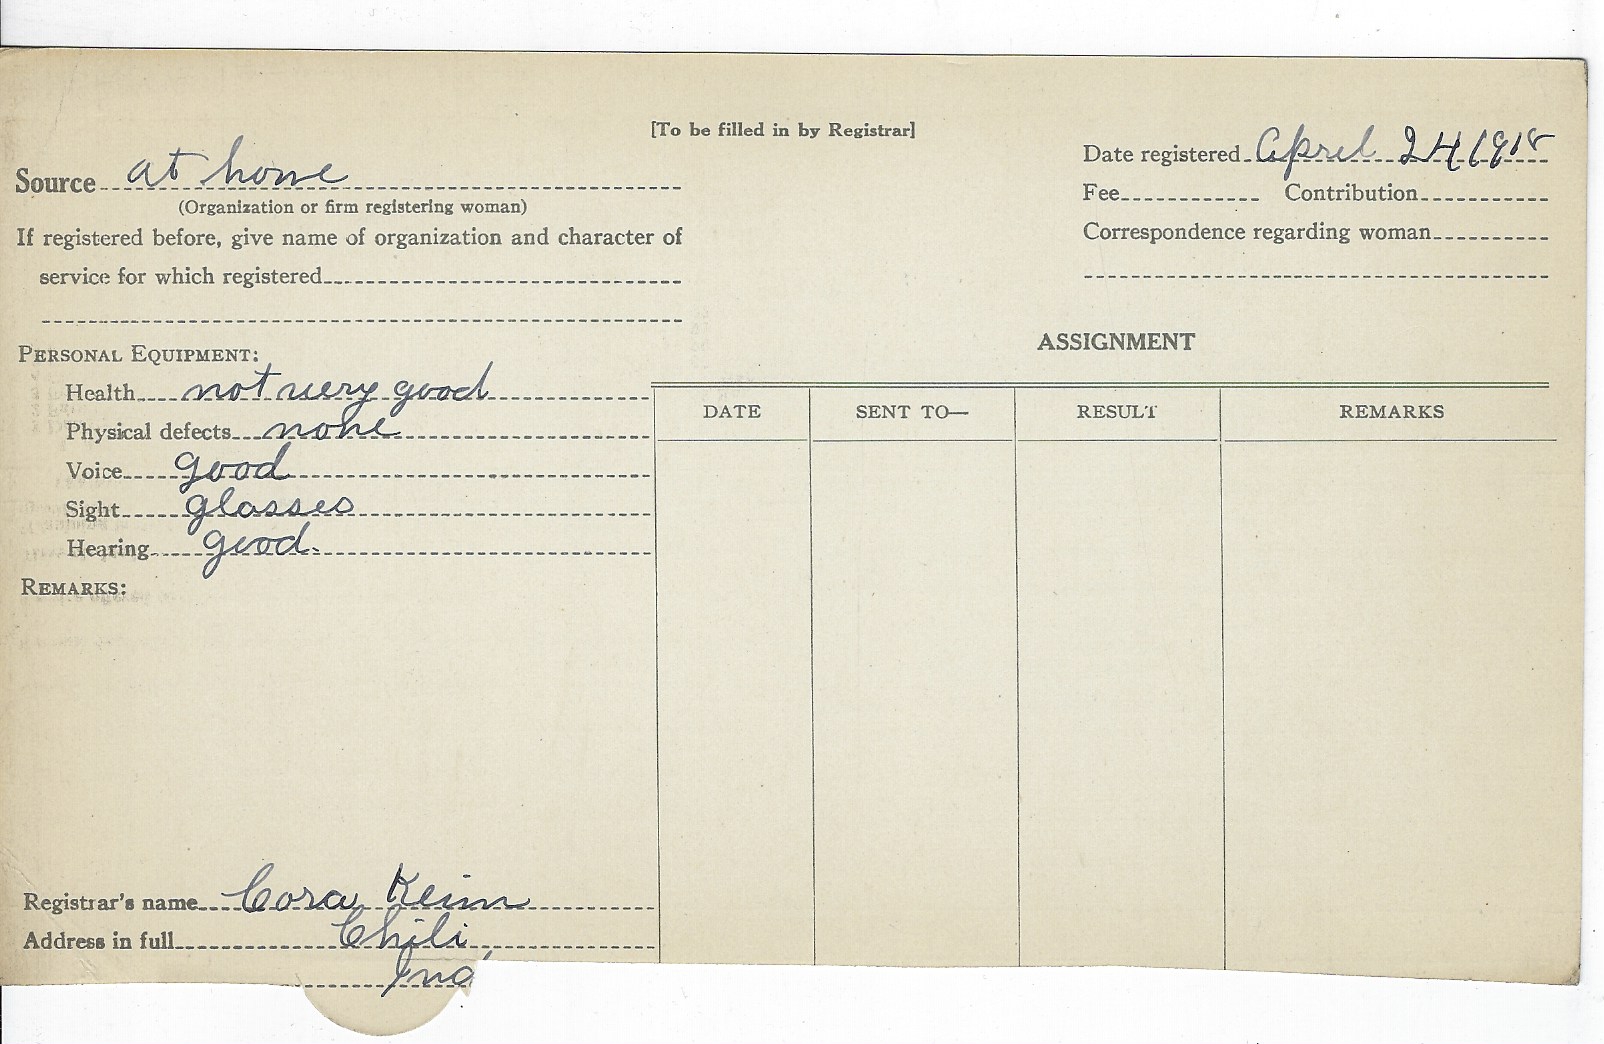 [To be filled in by Registrar]
Source at home
(Organization or firm registering woman)
If registered before, give name of organization and character of
service for which registered
Date registered April 24 1918
Fee Contribution
Correspondence regarding woman
PERSONAL EQUIPMENT:
Health not very good
Physical defects none
Voice good
Sight glasses
Hearing good.
REMARKS:
ASSIGNMENT
DATE SENT TO— RESULT REMARKS
Registrar's name Cora Keim
Address in full Chili
Ind